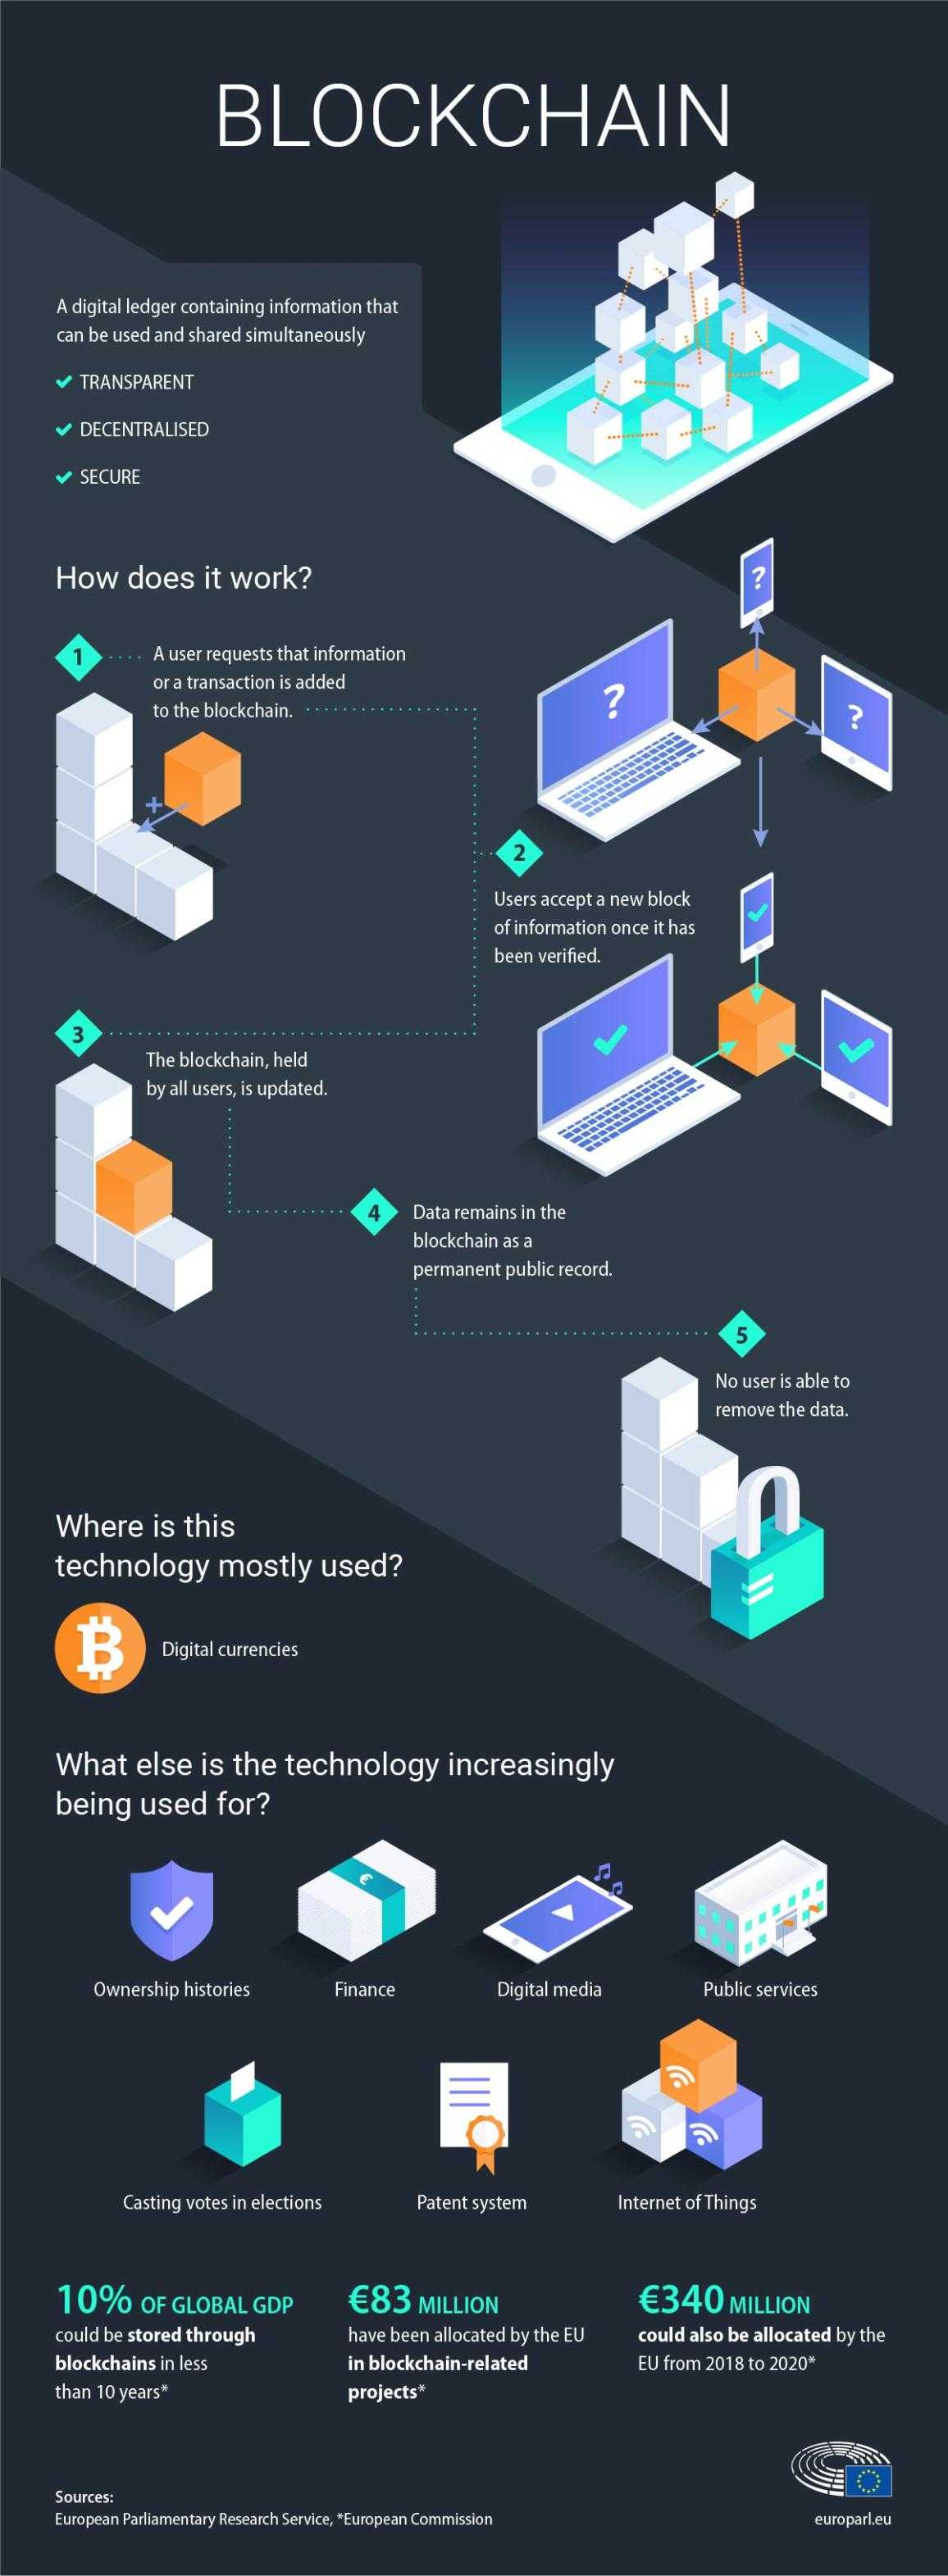 BLOCKCHAIN
A digital ledger containing information that
can be used and shared simultaneously
TRANSPARENT
DECENTRALISED
SECURE
How does it work?
1
A user requests that information
or a transaction is added
to the blockchain.
+
?
?
?
2
Users accept a new block
of information once it has
been verified.
3
The blockchain, held
by all users, is updated.
4
Data remains in the
blockchain as a
permanent public record.
5
No user is able to
remove the data.
Where is this
technology mostly used?
Digital currencies
What else is the technology increasingly
being used for?
€
Ownership histories
Finance
Digital media
Public services
Casting votes in elections
Patent system
Internet of Things
10% OF GLOBAL GDP
could be stored through
blockchains in less
than 10 years*
€83 MILLION
have been allocated by the EU
in blockchain-related
projects*
€340 MILLION
could also be allocated by the
EU from 2018 to 2020*
Sources:
European Parliamentary Research Service, *European Commission
europarl.eu